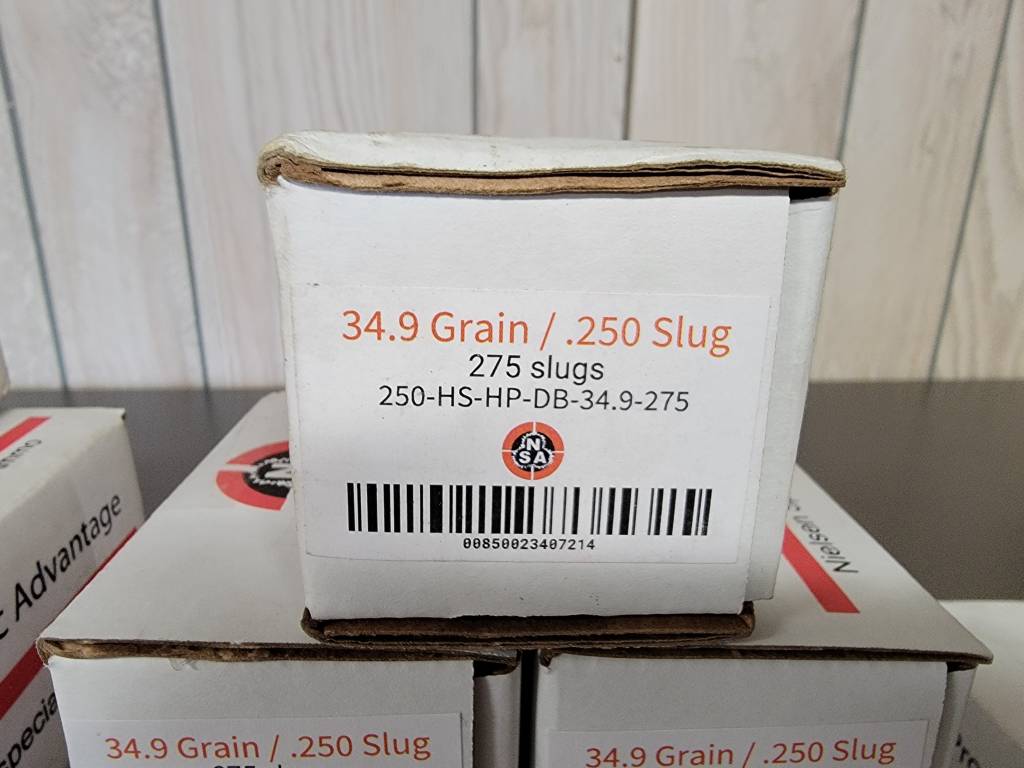 34.9 Grain / .250 Slug
275 slugs
250-HS-HP-DB-34.9-275
N
SA
00850023407214
Advantage
Nielsen
34.9 Grain / .250 Slug
34.9 Grain / .250 Slug